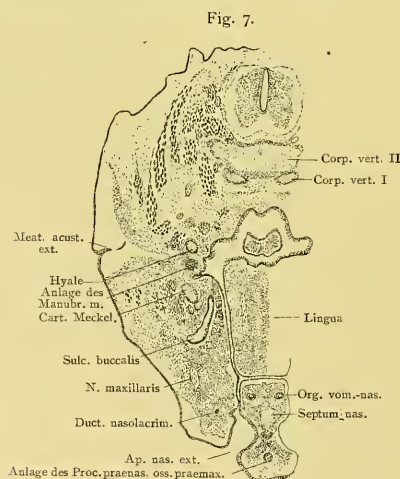 Fig. 7.
Corp. vert. II
Corp. vert. I
Meat. acust.
ext.
Hyale
Anlage des
Manubr. m.
Cart. Meckel.
Lingua
Sulc. buccalis
N. maxillaris
Org. vom.-nas.
Septum nas.
Duct. nasolacrim.
Ap. nas. ext.
Anlage des Proc. praenas. oss. praemax.